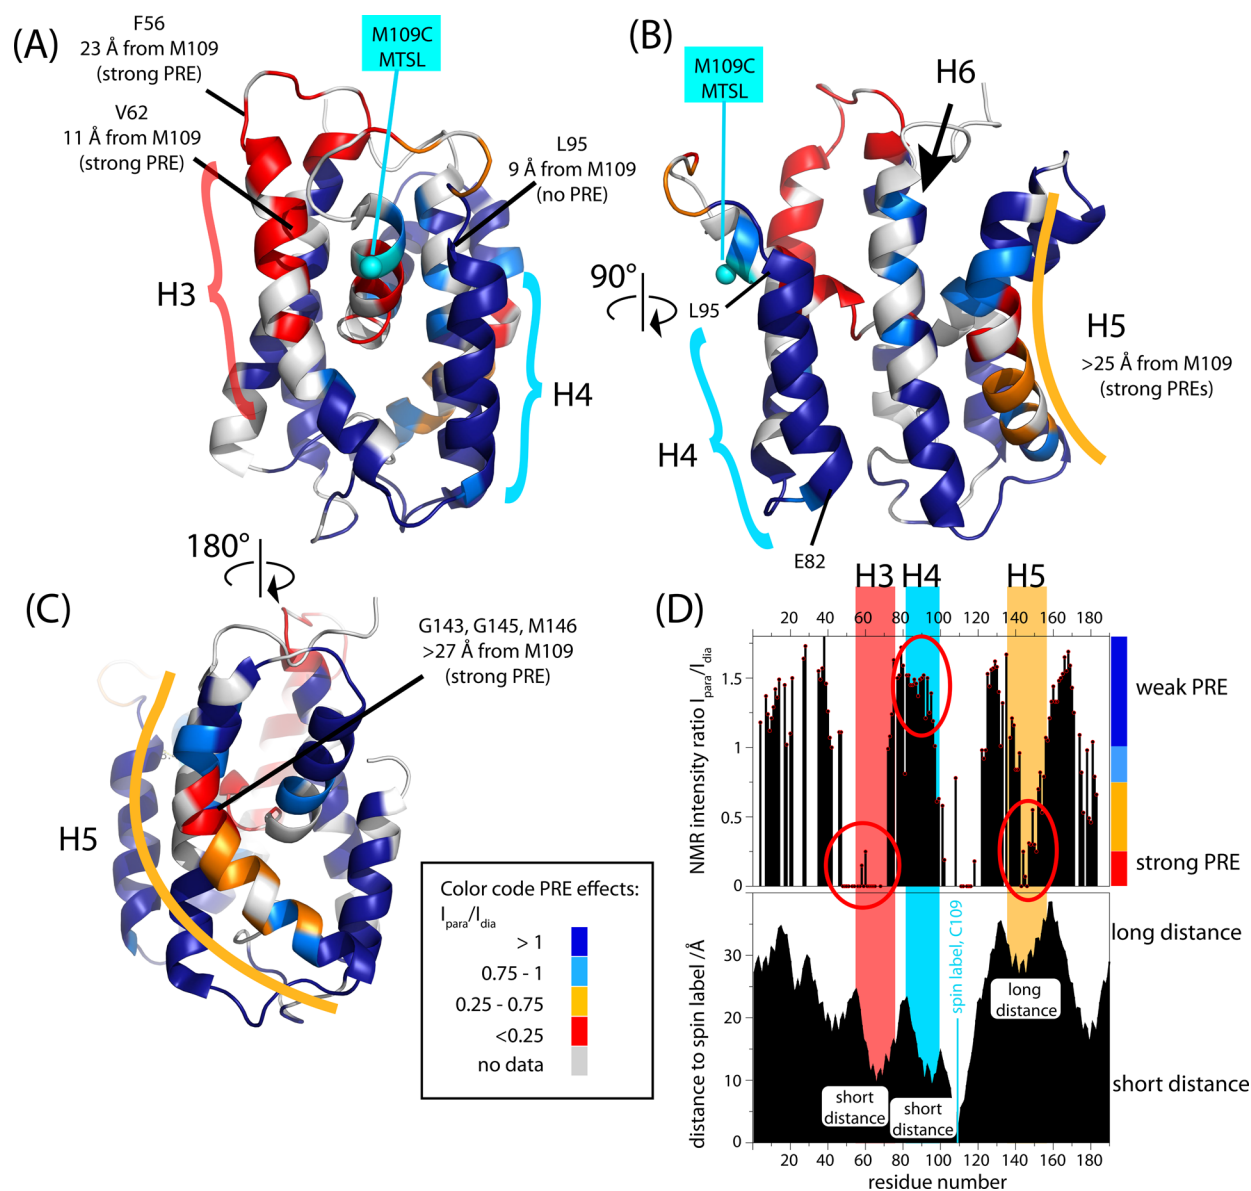 (A)
F56
23 Å from M109
(strong PRE)
V62
11 Å from M109
(strong PRE)
M109C
MTSL
L95
9 Å from M109
(no PRE)
H3
H4
(B)
M109C
MTSL
H6
90°
L95
H5
>25 Å from M109
(strong PREs)
H4
E82
180°
(C)
G143, G145, M146
>27 Å from M109
(strong PRE)
H5
Color code PRE effects:
Ipara/Idia
> 1
0.75 - 1
0.25 - 0.75
<0.25
no data
(D)
H3 H4 H5
20 60 100 140 180
NMR intensity ratio Ipara/Idia
1.5
1
0.5
0
weak PRE
strong PRE
distance to spin label /Å
30
20
10
0
spin label, C109
long distance
short distance
long
distance
short
distance
short
distance
20 60 100 140 180
residue number